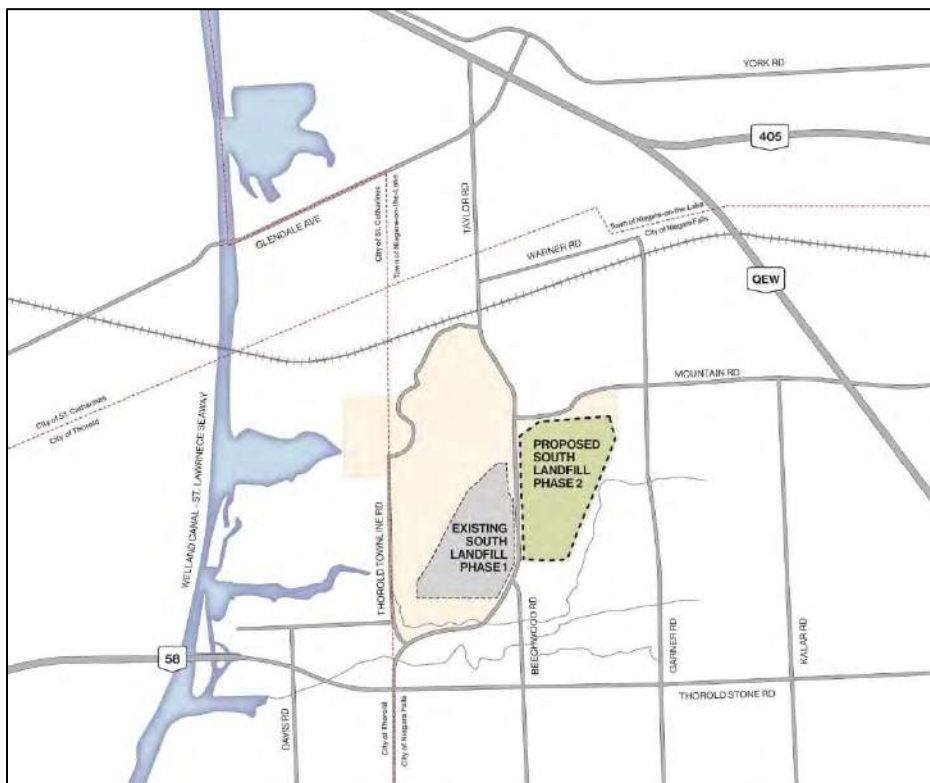 YORK RD
405
TAYLOR RD
GLENDALE AVE
City of St. Catharines
Town of Niagara-on-the-Lake
Town of Niagara-on-the-Lake
City of Niagara Falls
WARNER RD
QEW
MOUNTAIN RD
City of St. Catharines
City of Thorold
WELLAND CANAL - ST. LAWRNECE SEAWAY
THOROLD TOWNLINE RD
PROPOSED
SOUTH
LANDFILL
PHASE 2
EXISTING
SOUTH
LANDFILL
PHASE 1
BEECHWOOD RD
GARNER RD
KALAR RD
58
THOROLD STONE RD
DAVIS RD
City of Thorold
City of Niagara Falls